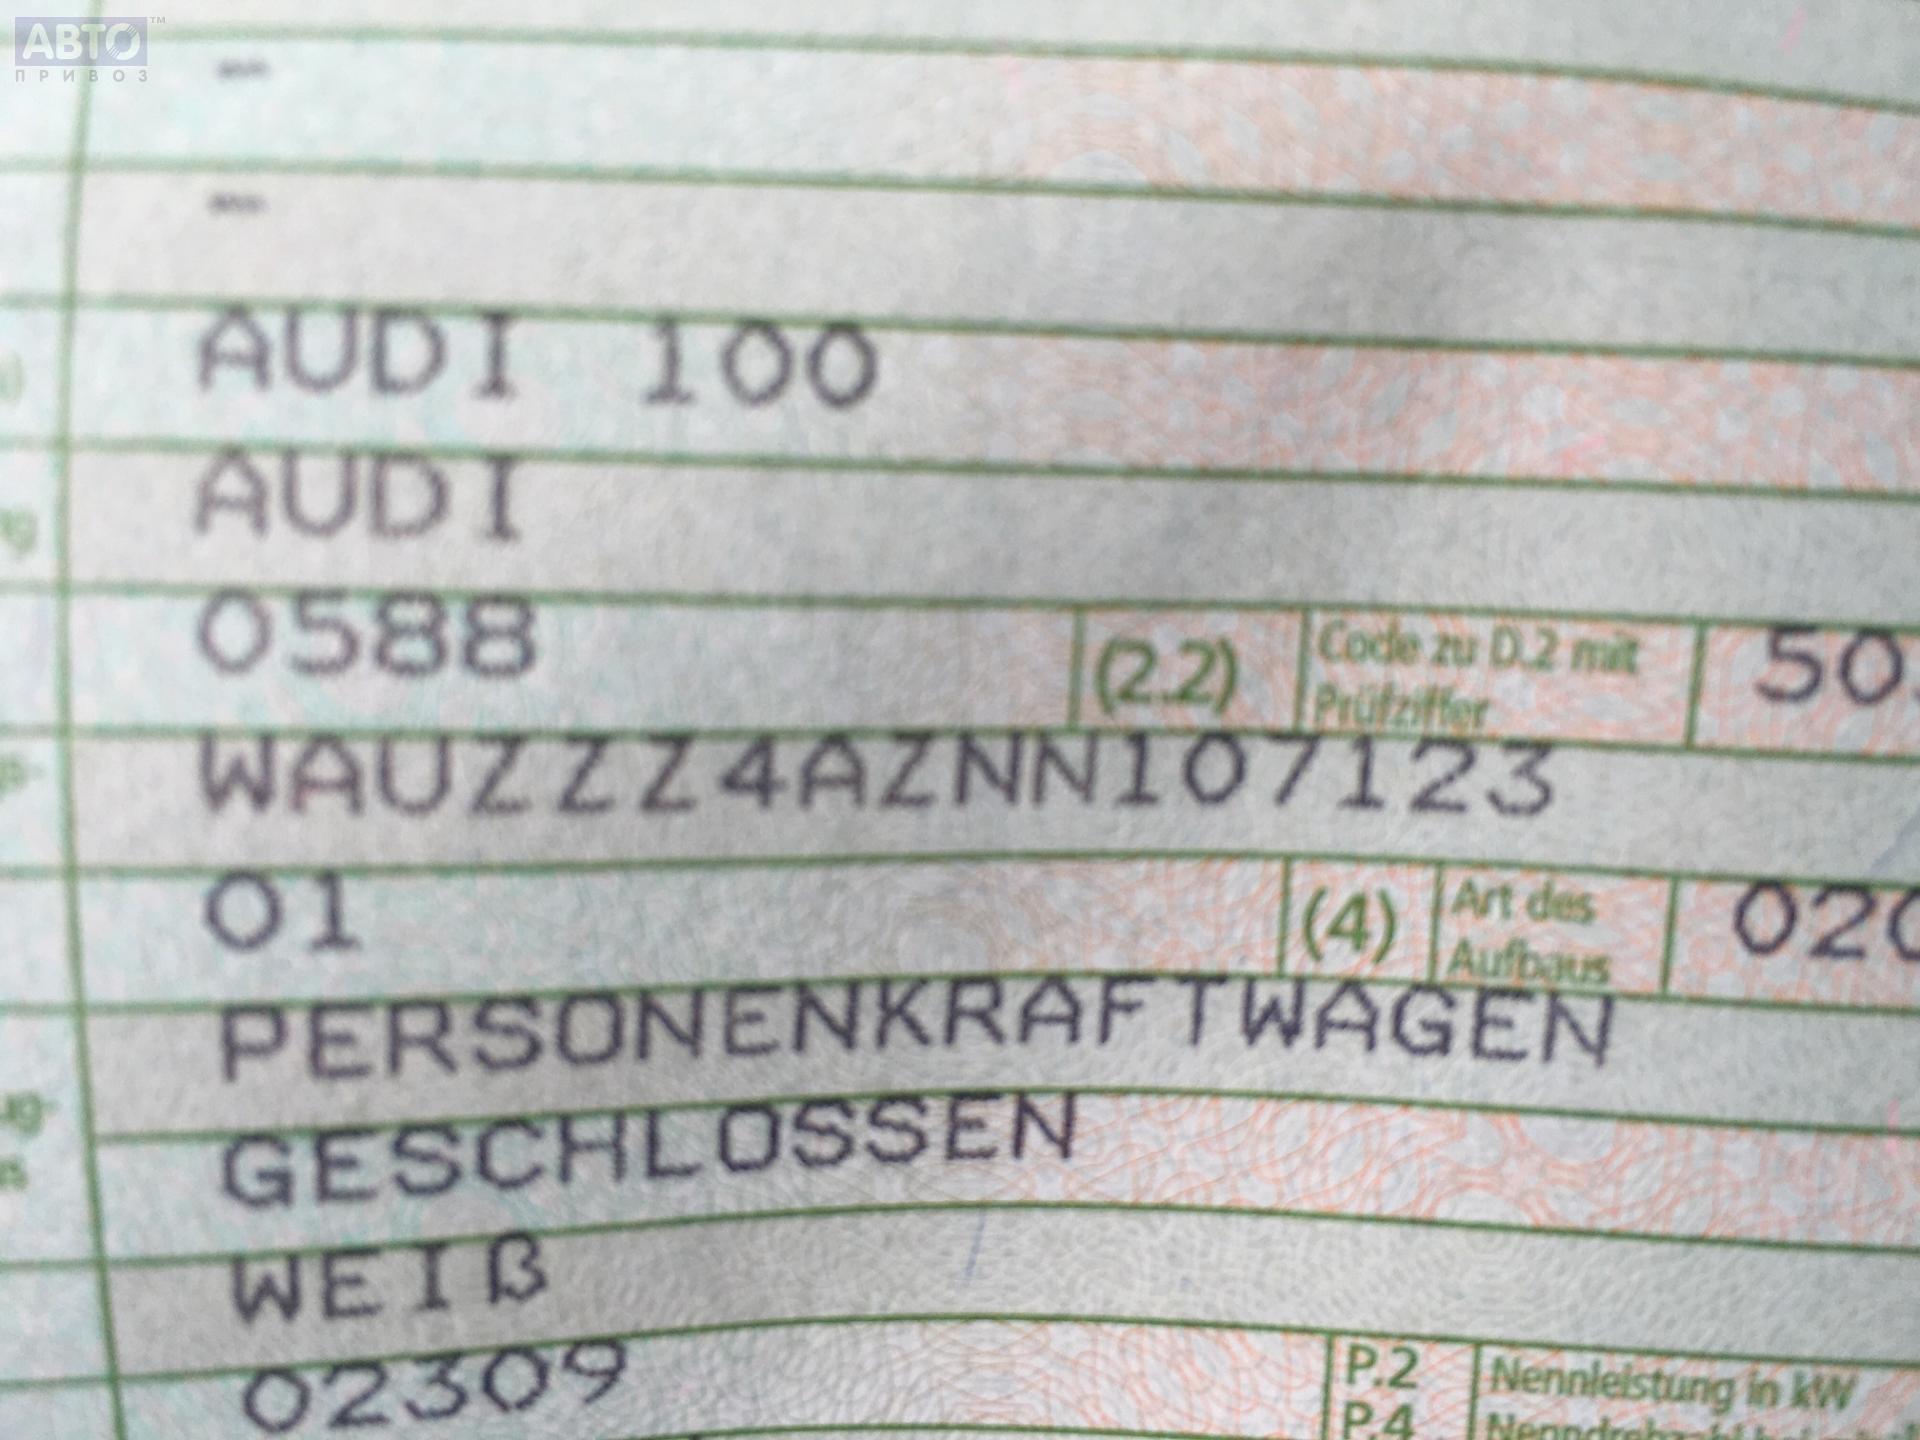 АВТО™
ПРИВОЗ
AUDI 100
AUDI
0588 (2.2) Code zu D.2 mit Prüfziffer 50
WAUZZZ4AZNN107123
01 (4) Art des Aufbaus 02
PERSONENKRAFTWAGEN
GESCHLOSSEN
WEIß
02309 P.2 Nennleistung in kW
P.4